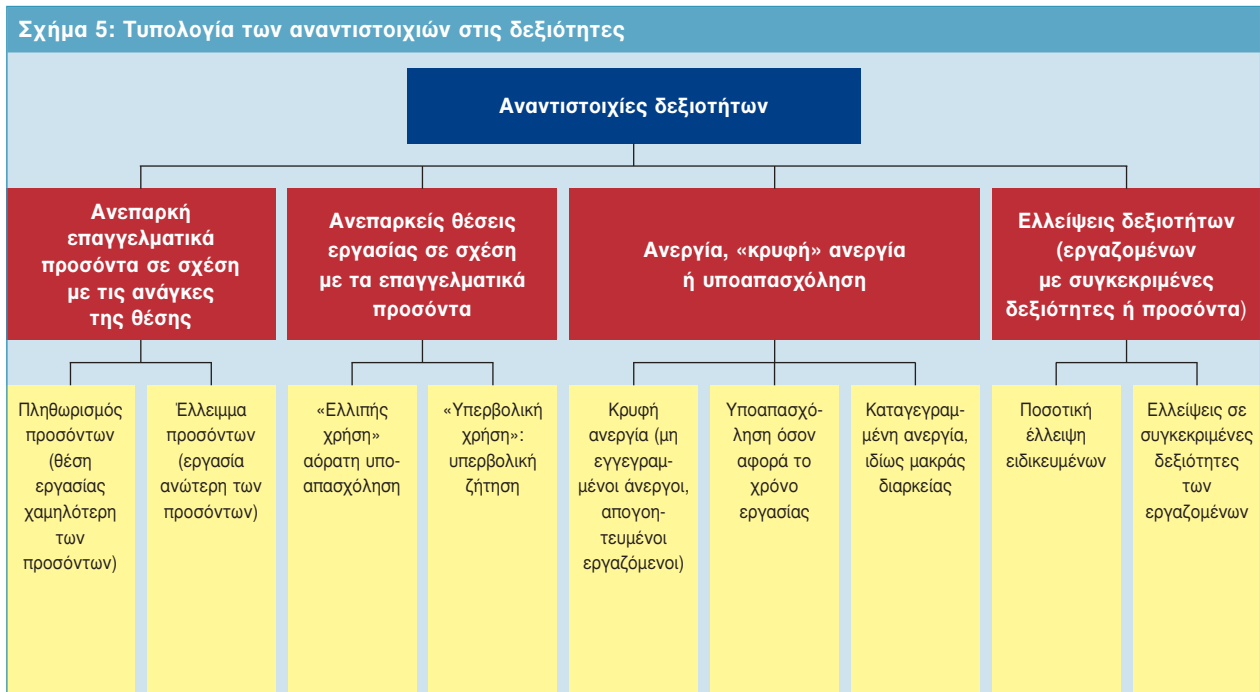 Σχήμα 5: Τυπολογία των αναντιστοιχιών στις δεξιότητες
Αναντιστοιχίες δεξιοτήτων
Ανεπαρκή
επαγγελματικά
προσόντα σε σχέση
με τις ανάγκες
της θέσης
Ανεπαρκείς θέσεις
εργασίας σε σχέση
με τα επαγγελματικά
προσόντα
Ανεργία, «κρυφή» ανεργία
ή υποαπασχόληση
Ελλείψεις δεξιοτήτων
(εργαζομένων
με συγκεκριμένες
δεξιότητες ή προσόντα)
Πληθωρισμός
προσόντων
(θέση
εργασίας
χαμηλότερη
των
προσόντων)
Έλλειμμα
προσόντων
(εργασία
ανώτερη των
προσόντων)
«Ελλιπής
χρήση»
αόρατη υπο-
απασχόληση
«Υπερβολική
χρήση»:
υπερβολική
ζήτηση
Κρυφή
ανεργία (μη
εγγεγραμ-
μένοι άνεργοι,
απογοη-
τευμένοι
εργαζόμενοι)
Υποαπασχό-
ληση όσον
αφορά το
χρόνο
εργασίας
Καταγεγραμ-
μένη ανεργία,
ιδίως μακράς
διαρκείας
Ποσοτική
έλλειψη
ειδικευμένων
Ελλείψεις σε
συγκεκριμένες
δεξιότητες
των
εργαζομένων